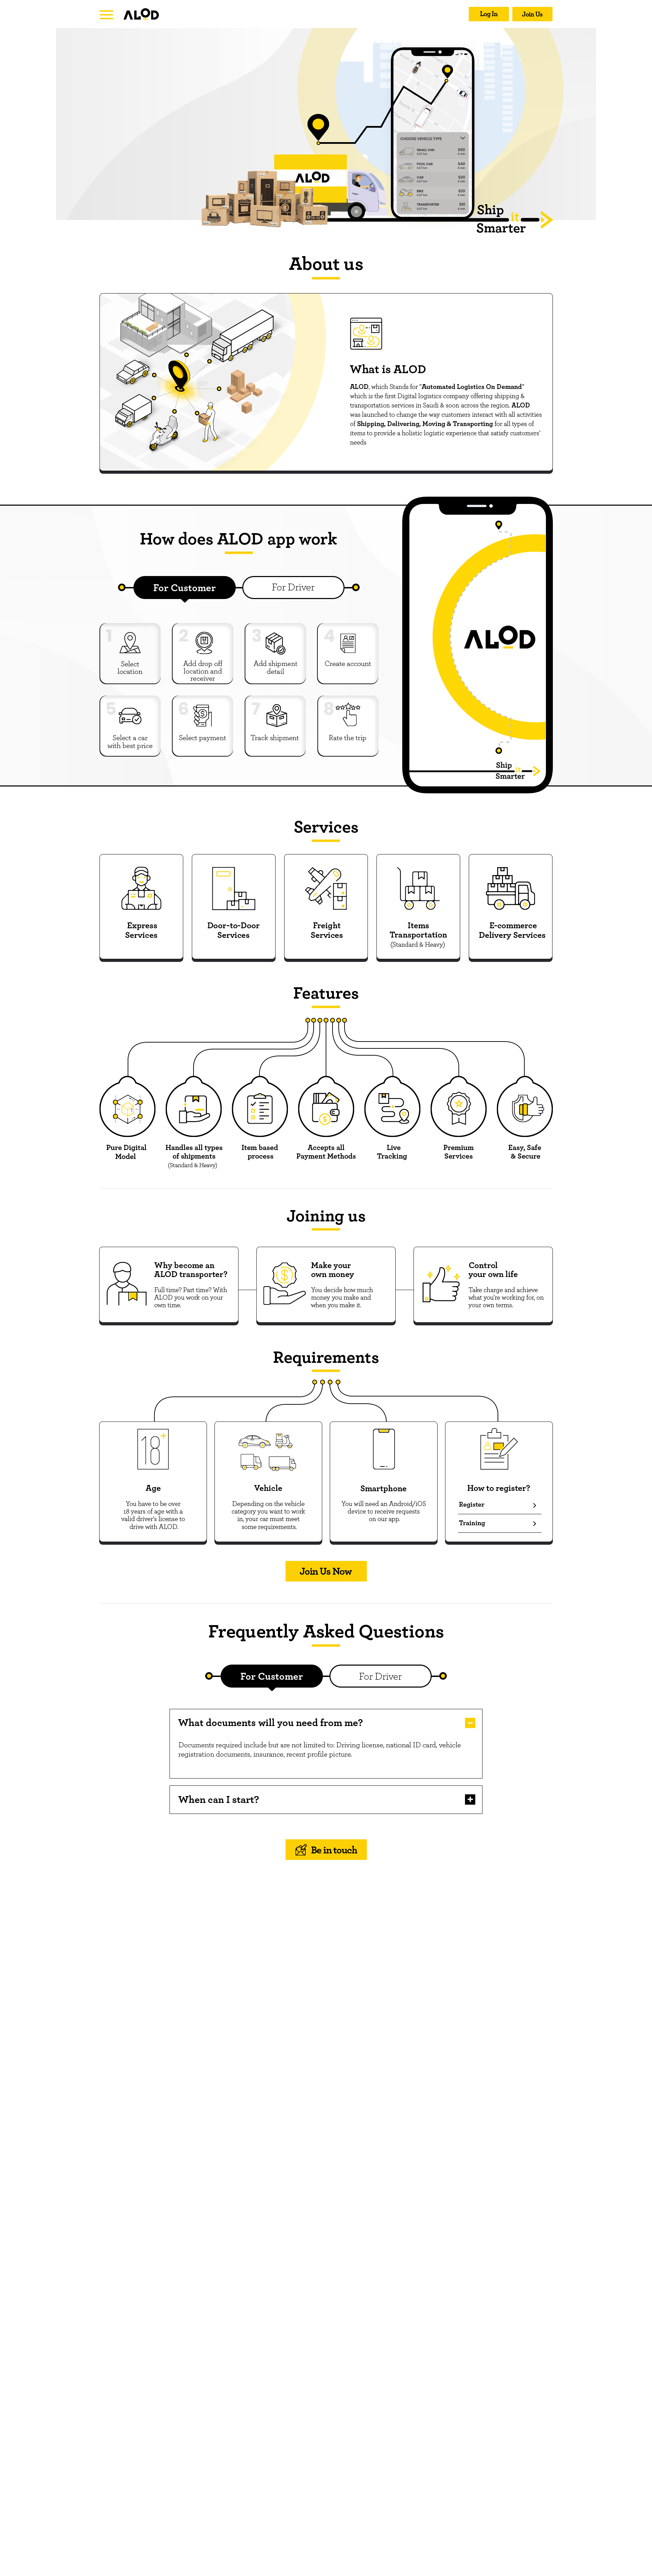 ALOD
Log In
Join Us
CHOOSE VEHICLE TYPE
SMALL CAR
POOL CAR
CAR
BIKE
TRANSPORTER
ALOD
Ship
it
Smarter
About us
What is ALOD
ALOD, which Stands for "Automated Logistics On Demand"
which is the first Digital logistics company offering shipping &
transportation services in Saudi & soon across the region. ALOD
was launched to change the way customers interact with all activities
of Shipping, Delivering, Moving & Transporting for all types of
items to provide a holistic logistic experience that satisfy customers'
needs
How does ALOD app work
For Customer
For Driver
1
Select
location
2
Add drop off
location and
receiver
3
Add shipment
detail
4
Create account
5
Select a car
with best price
6
Select payment
7
Track shipment
8
Rate the trip
ALOD
Ship
it
Smarter
Services
Express
Services
Door-to-Door
Services
Freight
Services
Items
Transportation
(Standard & Heavy)
E-commerce
Delivery Services
Features
Pure Digital
Model
Handles all types
of shipments
(Standard & Heavy)
Item based
process
Accepts all
Payment Methods
Live
Tracking
Premium
Services
Easy, Safe
& Secure
Joining us
Why become an
ALOD transporter?
Full time? Part time? With
ALOD you work on your
own time.
Make your
own money
You decide how much
money you make and
when you make it.
Control
your own life
Take charge and achieve
what you're working for, on
your own terms.
Requirements
18+
Age
You have to be over
18 years of age with a
valid driver's license to
drive with ALOD.
Vehicle
Depending on the vehicle
category you want to work
in, your car must meet
some requirements.
Smartphone
You will need an Android/iOS
device to receive requests
on our app.
How to register?
Register
Training
Join Us Now
Frequently Asked Questions
For Customer
For Driver
What documents will you need from me?
Documents required include but are not limited to: Driving license, national ID card, vehicle
registration documents, insurance, recent profile picture.
When can I start?
Be in touch